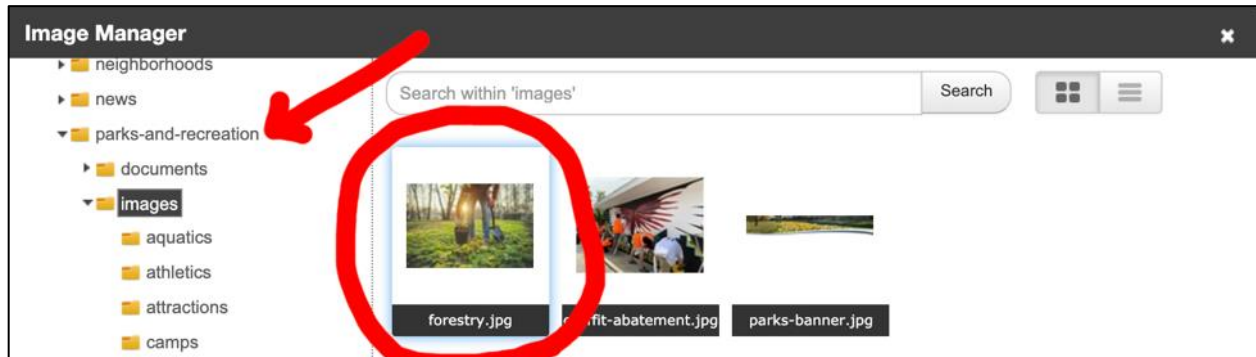 Image Manager
neighborhoods
news
parks-and-recreation
documents
images
aquatics
athletics
attractions
camps
Search within 'images'
Search
forestry.jpg
fit-abatement.jpg
parks-banner.jpg